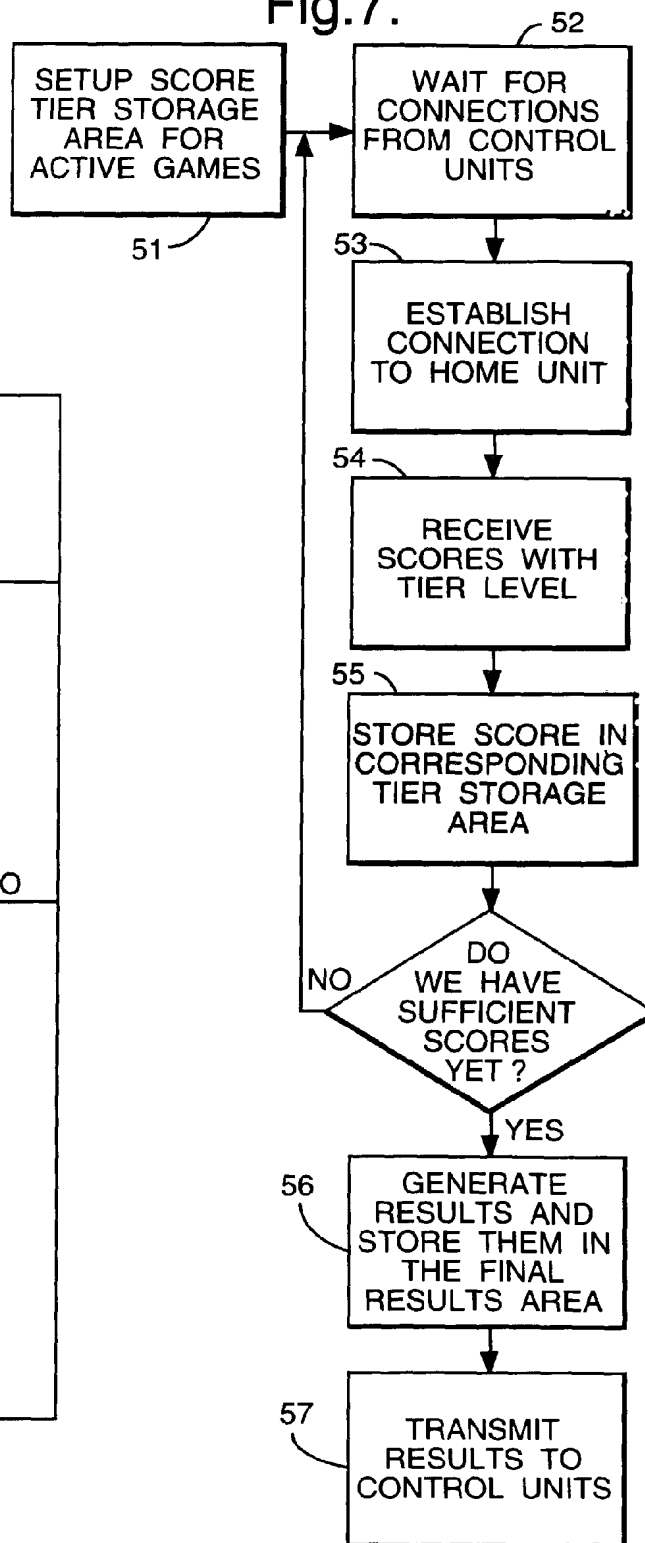 Fig.7.
52
SETUP SCORE
TIER STORAGE
AREA FOR
ACTIVE GAMES
51
WAIT FOR
CONNECTIONS
FROM CONTROL
UNITS
53
ESTABLISH
CONNECTION
TO HOME UNIT
54
RECEIVE
SCORES WITH
TIER LEVEL
55
STORE SCORE IN
CORRESPONDING
TIER STORAGE
AREA
O
NO
DO
WE HAVE
SUFFICIENT
SCORES
YET ?
YES
56
GENERATE
RESULTS AND
STORE THEM IN
THE FINAL
RESULTS AREA
57
TRANSMIT
RESULTS TO
CONTROL UNITS